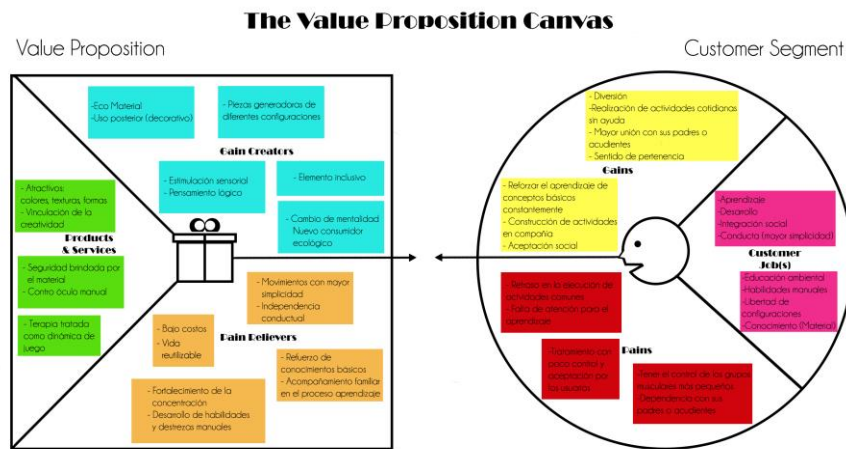 The Value Proposition Canvas
Value Proposition
Customer Segment
-Eco Material
- Uso posterior (decorativo)
- Piezas generadoras de
diferentes configuraciones
Gain Creators
- Estimulación sensorial
- Pensamiento lógico
- Elemento inclusivo
- Cambio de mentalidad
Nuevo consumidor
ecológico
- Atractivos:
colores, texturas, formas
- Vinculación de la
creatividad
Products
& Services
- Seguridad brindada por
el material
- Contro óculo manual
- Terapia tratada
como dinámica de
juego
- Movimientos con mayor
simplicidad
- Independencia
conductual
- Bajo costos
- Vida
reutilizable
Pain Relievers
- Refuerzo de
conocimientos básicos
- Acompañamiento familiar
en el proceso aprendizaje
- Fortalecimiento de la
concentración
- Desarrollo de habilidades
y destrezas manuales
- Diversión
-Realización de actividades cotidianas
sin ayuda
- Mayor unión con sus padres o
acudientes
- Sentido de pertenencia
Gains
- Reforzar el aprendizaje de
conceptos básicos
constantemente
- Construcción de actividades
en compañía
- Aceptación social
-Aprendizaje
-Desarrollo
-Integración social
-Conducta (mayor simplicidad)
Customer
Job(s)
-Educación ambiental
-Habilidades manuales
-Libertad de
configuraciones
-Conocimiento (Material)
- Retraso en la ejecución de
actividades comunes
- Falta de atención para el
aprendizaje
Pains
-Tratamiento con
poco control y
aceptación por
los usuarios
-Tener el control de los grupos
musculares más pequeños
-Dependencia con sus
padres o acudientes